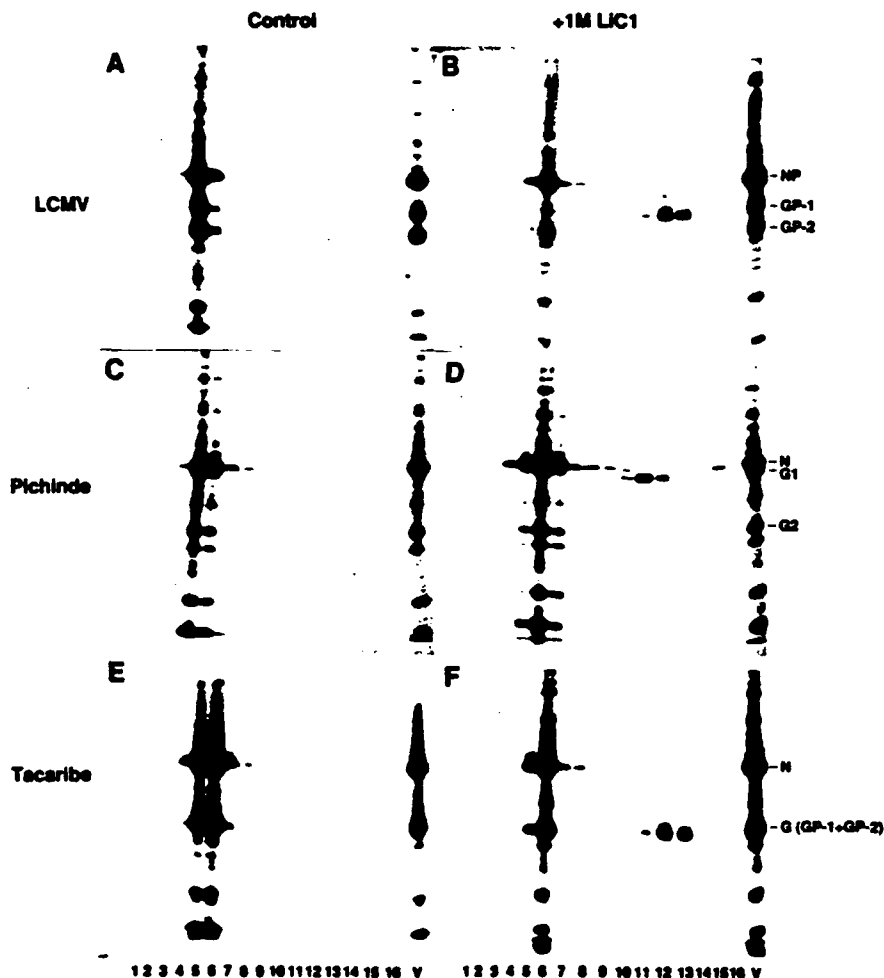 Control +1M LiC1
A B
LCMV
NP
GP-1
GP-2
C D
Pichinde
N
G1
G2
E F
Tacaribe
N
G (GP-1+GP-2)
1 2 3 4 5 6 7 8 9 10 11 12 13 14 15 16 V 1 2 3 4 5 6 7 8 9 10 11 12 13 14 15 16 V